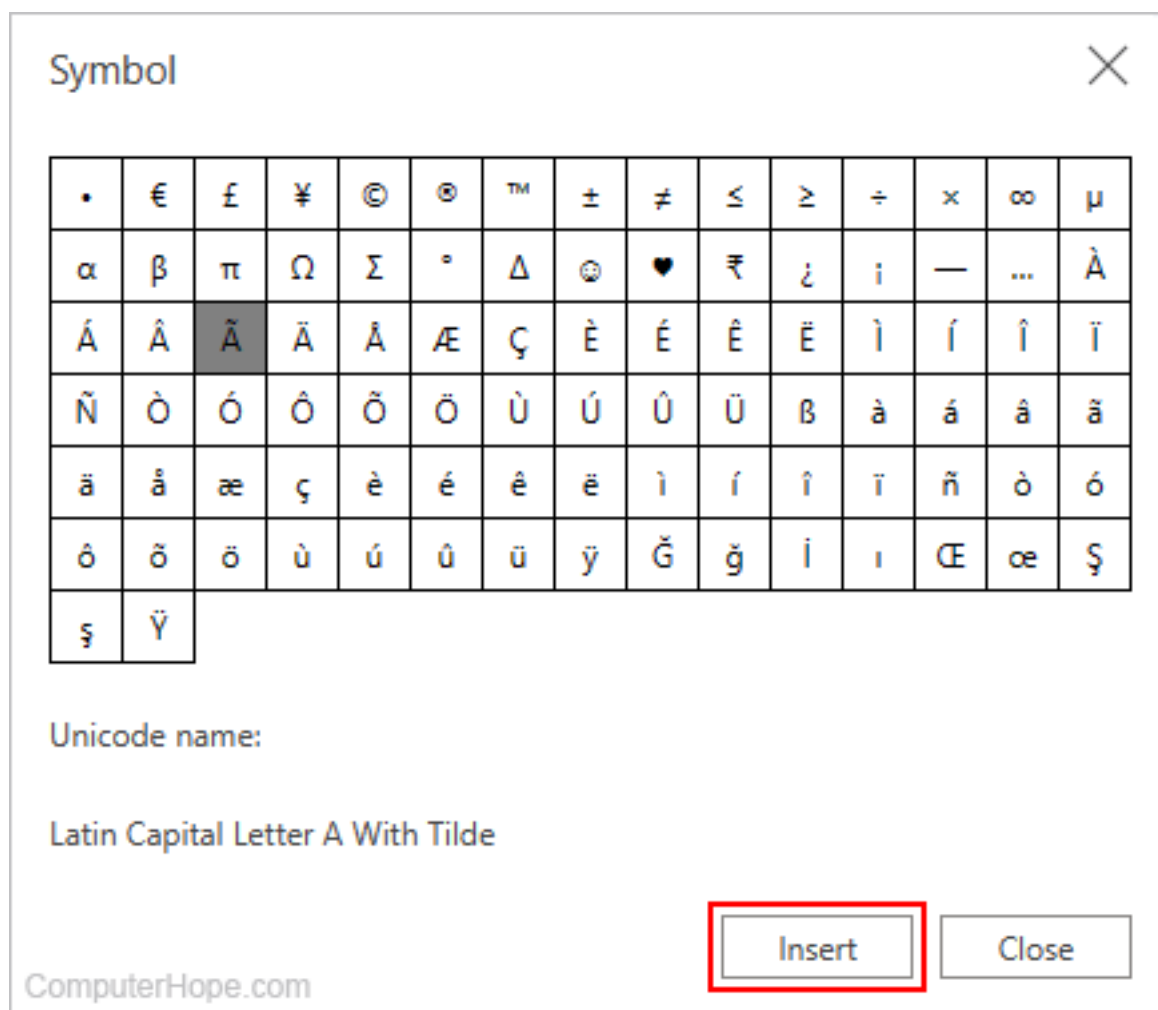 Symbol
• € £ ¥ © ® ™ ± ≠ ≤ ≥ ÷ × ∞ µ
α β π Ω Σ ° Δ ☺ ♥ ₹ ¿ ¡ — … À
Á Â Ã Ä Å Æ Ç È É Ê Ë Ì Í Î Ï
Ñ Ò Ó Ô Õ Ö Ù Ú Û Ü ß à á â ã
ä å æ ç è é ê ë ì í î ï ñ ò ó
ô õ ö ù ú û ü ÿ Ğ ğ İ ı Œ œ Ş
ş Ÿ
Unicode name:
Latin Capital Letter A With Tilde
Insert Close
ComputerHope.com